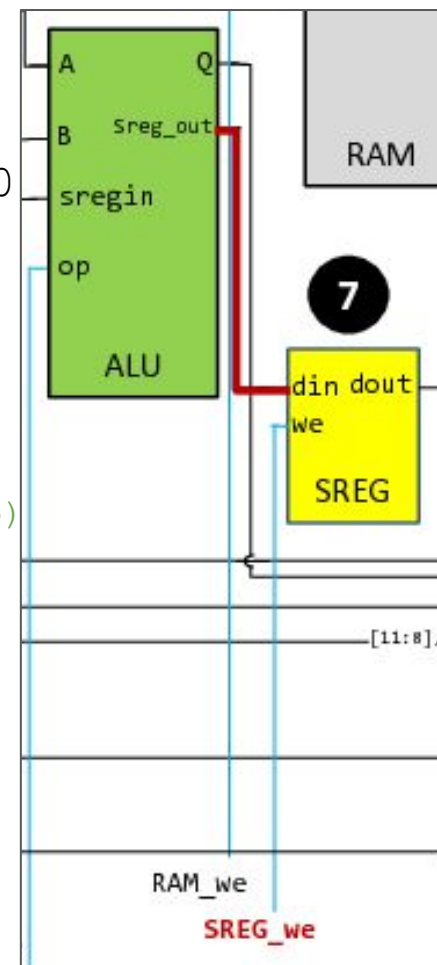 A Q
Sreg_out
B
RAM
0
sregin
op
7
ALU
din dout
we
SREG
)
[11:8]
RAM_we
SREG_we